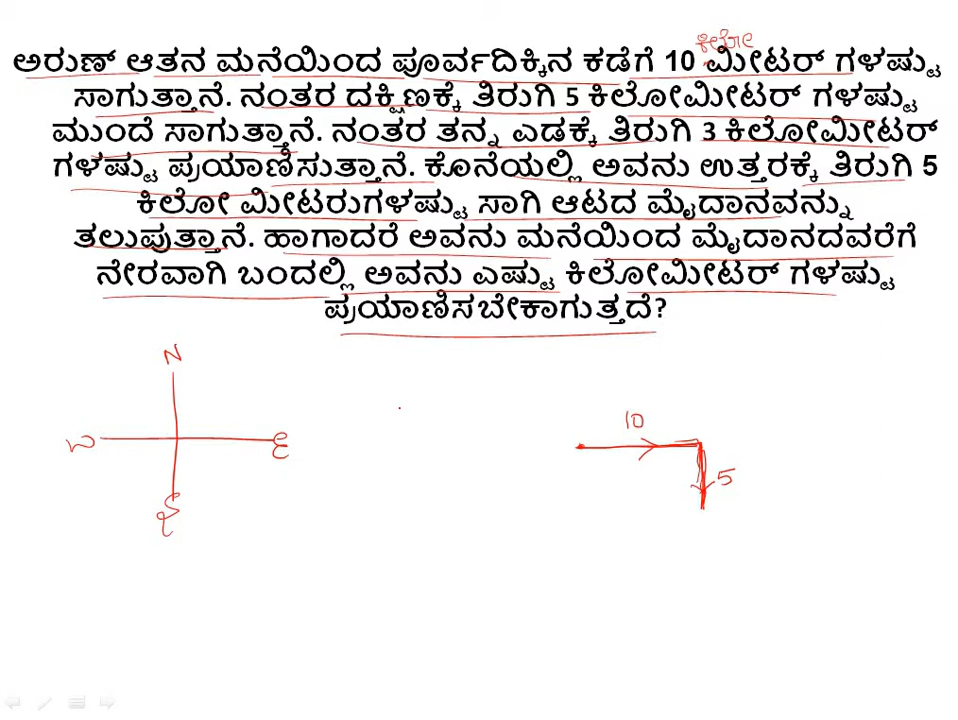 ಕಿಲೋ
ಅರುಣ್ ಆತನ ಮನೆಯಿಂದ ಪೂರ್ವದಿಕ್ಕಿನ ಕಡೆಗೆ 10 ಮೀಟರ್ ಗಳಷ್ಟು
ಸಾಗುತ್ತಾನೆ. ನಂತರ ದಕ್ಷಿಣಕ್ಕೆ ತಿರುಗಿ 5 ಕಿಲೋಮೀಟರ್ ಗಳಷ್ಟು
ಮುಂದೆ ಸಾಗುತ್ತಾನೆ. ನಂತರ ತನ್ನ ಎಡಕ್ಕೆ ತಿರುಗಿ 3 ಕಿಲೋಮೀಟರ್
ಗಳಷ್ಟು ಪ್ರಯಾಣಿಸುತ್ತಾನೆ. ಕೊನೆಯಲ್ಲಿ ಅವನು ಉತ್ತರಕ್ಕೆ ತಿರುಗಿ 5
ಕಿಲೋ ಮೀಟರುಗಳಷ್ಟು ಸಾಗಿ ಆಟದ ಮೈದಾನವನ್ನು
ತಲುಪುತ್ತಾನೆ. ಹಾಗಾದರೆ ಅವನು ಮನೆಯಿಂದ ಮೈದಾನದವರೆಗೆ
ನೇರವಾಗಿ ಬಂದಲ್ಲಿ ಅವನು ಎಷ್ಟು ಕಿಲೋಮೀಟರ್ ಗಳಷ್ಟು
ಪ್ರಯಾಣಿಸಬೇಕಾಗುತ್ತದೆ?
N
W E
S
10
5